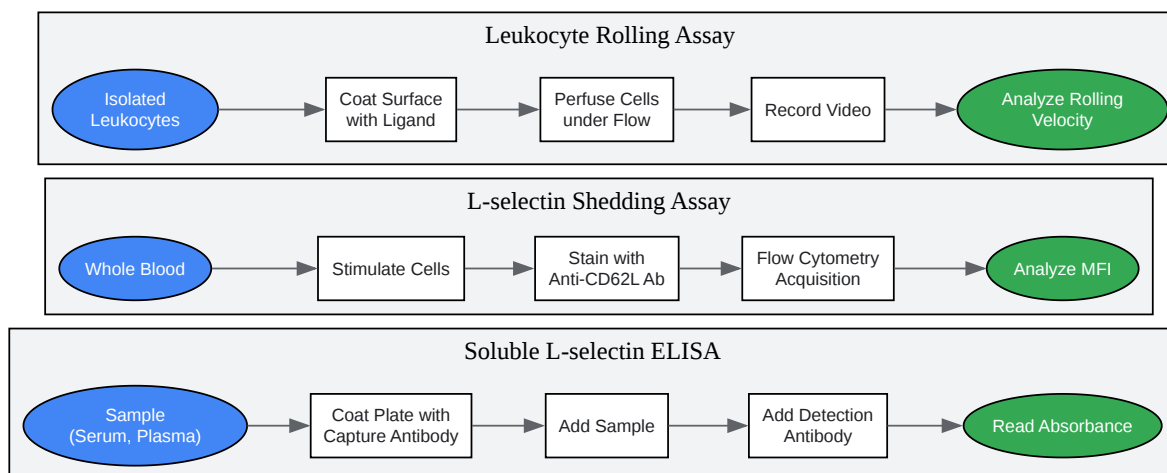 Leukocyte Rolling Assay
Isolated
Leukocytes
Coat Surface
with Ligand
Perfuse Cells
under Flow
Record Video
Analyze Rolling
Velocity
L-selectin Shedding Assay
Whole Blood
Stimulate Cells
Stain with
Anti-CD62L Ab
Flow Cytometry
Acquisition
Analyze MFI
Soluble L-selectin ELISA
Sample
(Serum, Plasma)
Coat Plate with
Capture Antibody
Add Sample
Add Detection
Antibody
Read Absorbance